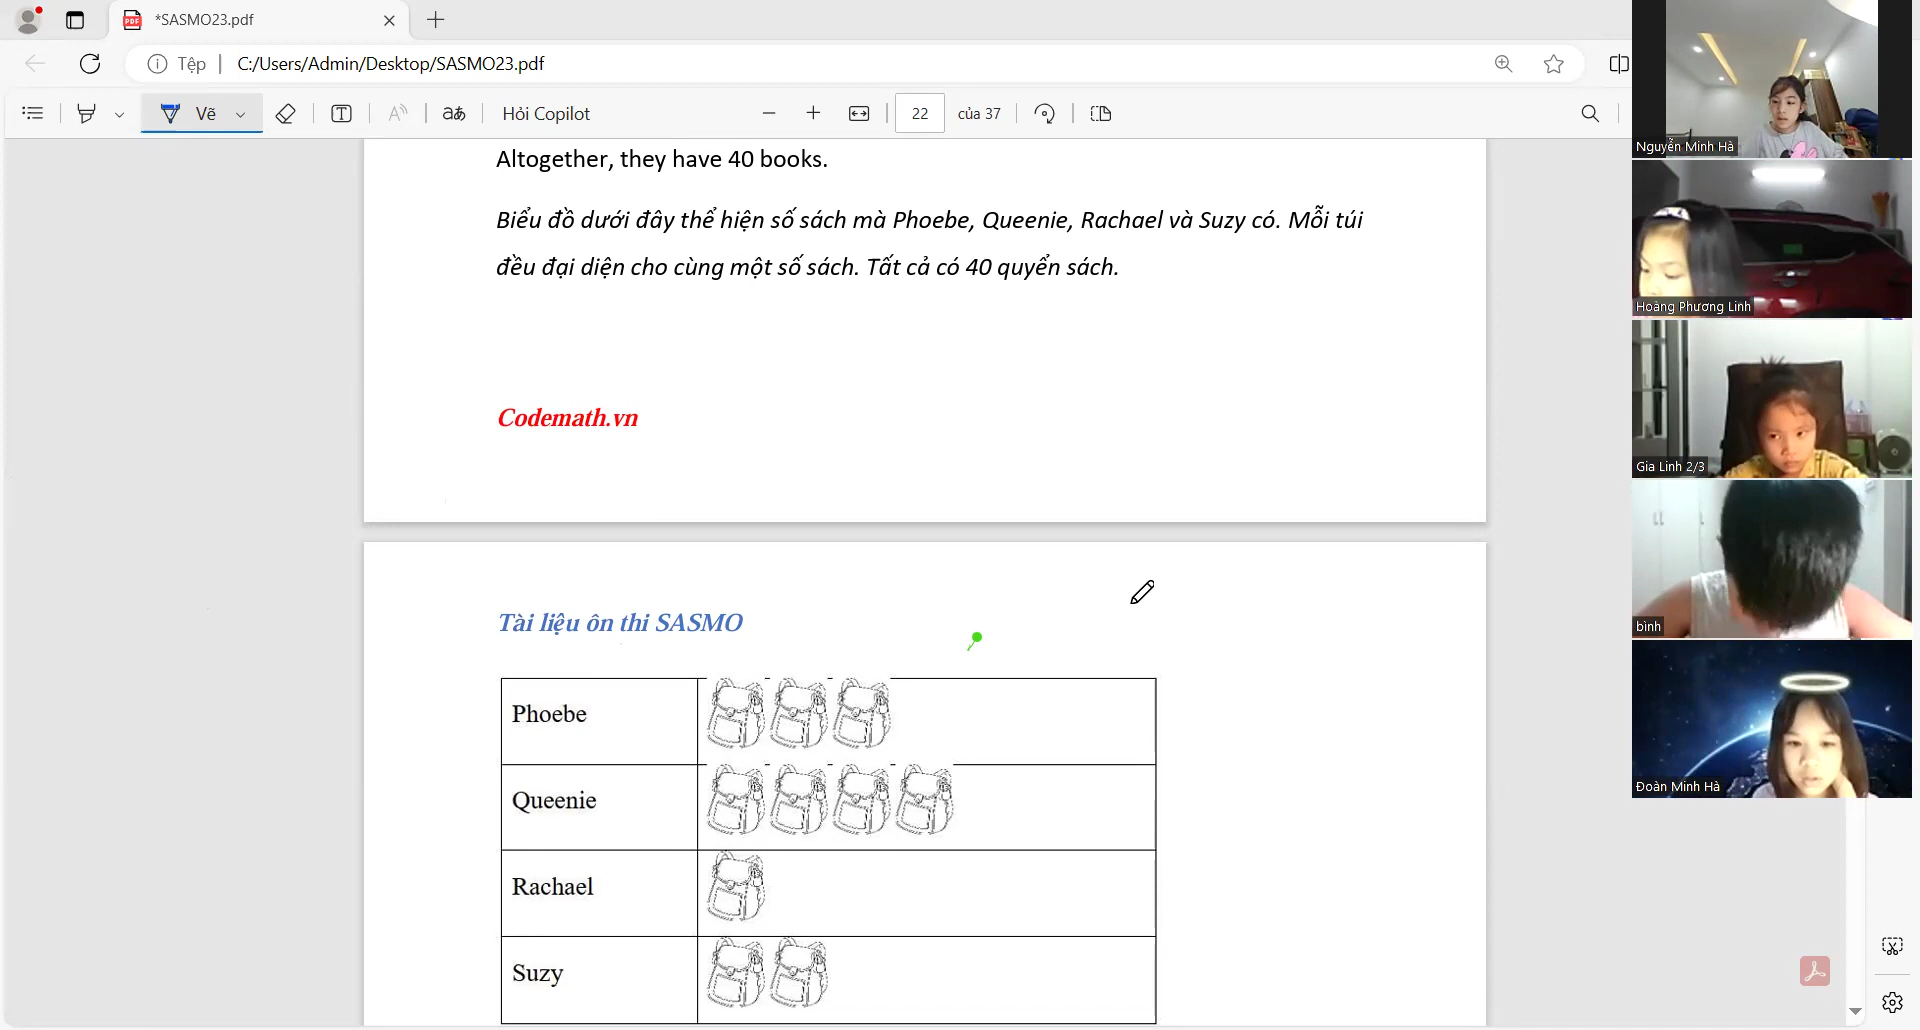 *SASMO23.pdf
Tệp
C:/Users/Admin/Desktop/SASMO23.pdf
Vẽ
T
A
aあ
Hỏi Copilot
22
của 37
Altogether, they have 40 books.
Biểu đồ dưới đây thể hiện số sách mà Phoebe, Queenie, Rachael và Suzy có. Mỗi túi
đều đại diện cho cùng một số sách. Tất cả có 40 quyển sách.
Codemath.vn
Tài liệu ôn thi SASMO
Phoebe
Queenie
Rachael
Suzy
Nguyễn Minh Hà
Hoàng Phương Linh
Gia Linh 2/3
bình
Đoàn Minh Hà